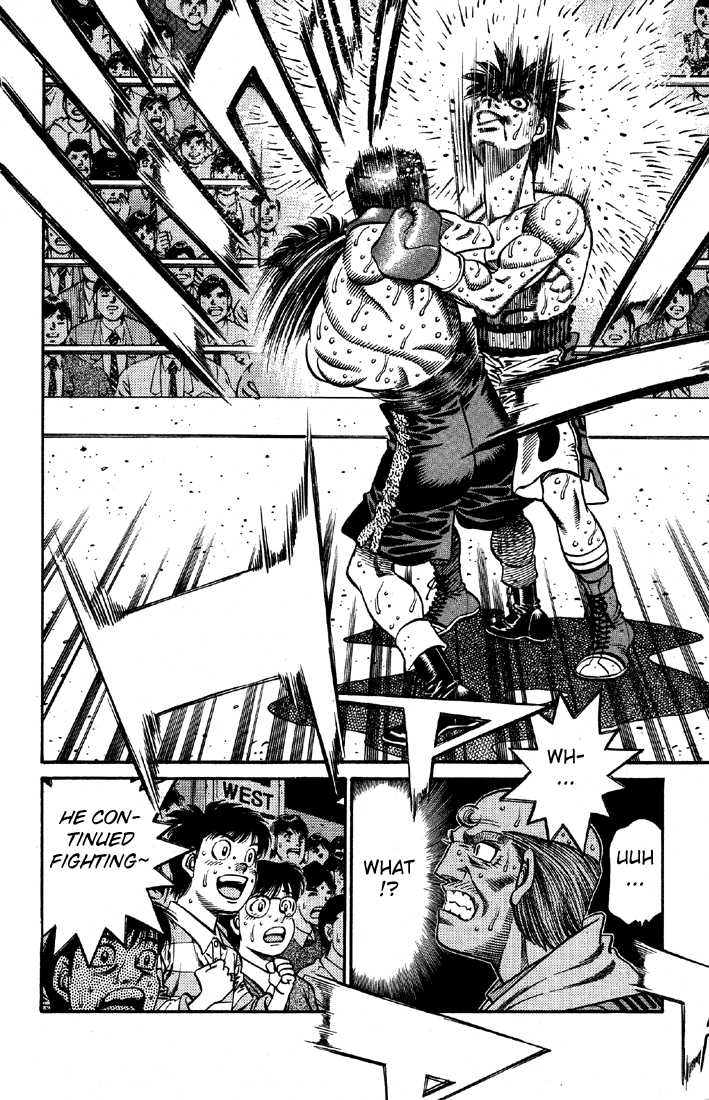 WH-
...
UUH
...
WHAT
!?
WEST
HE CON-
TINUED
FIGHTING~